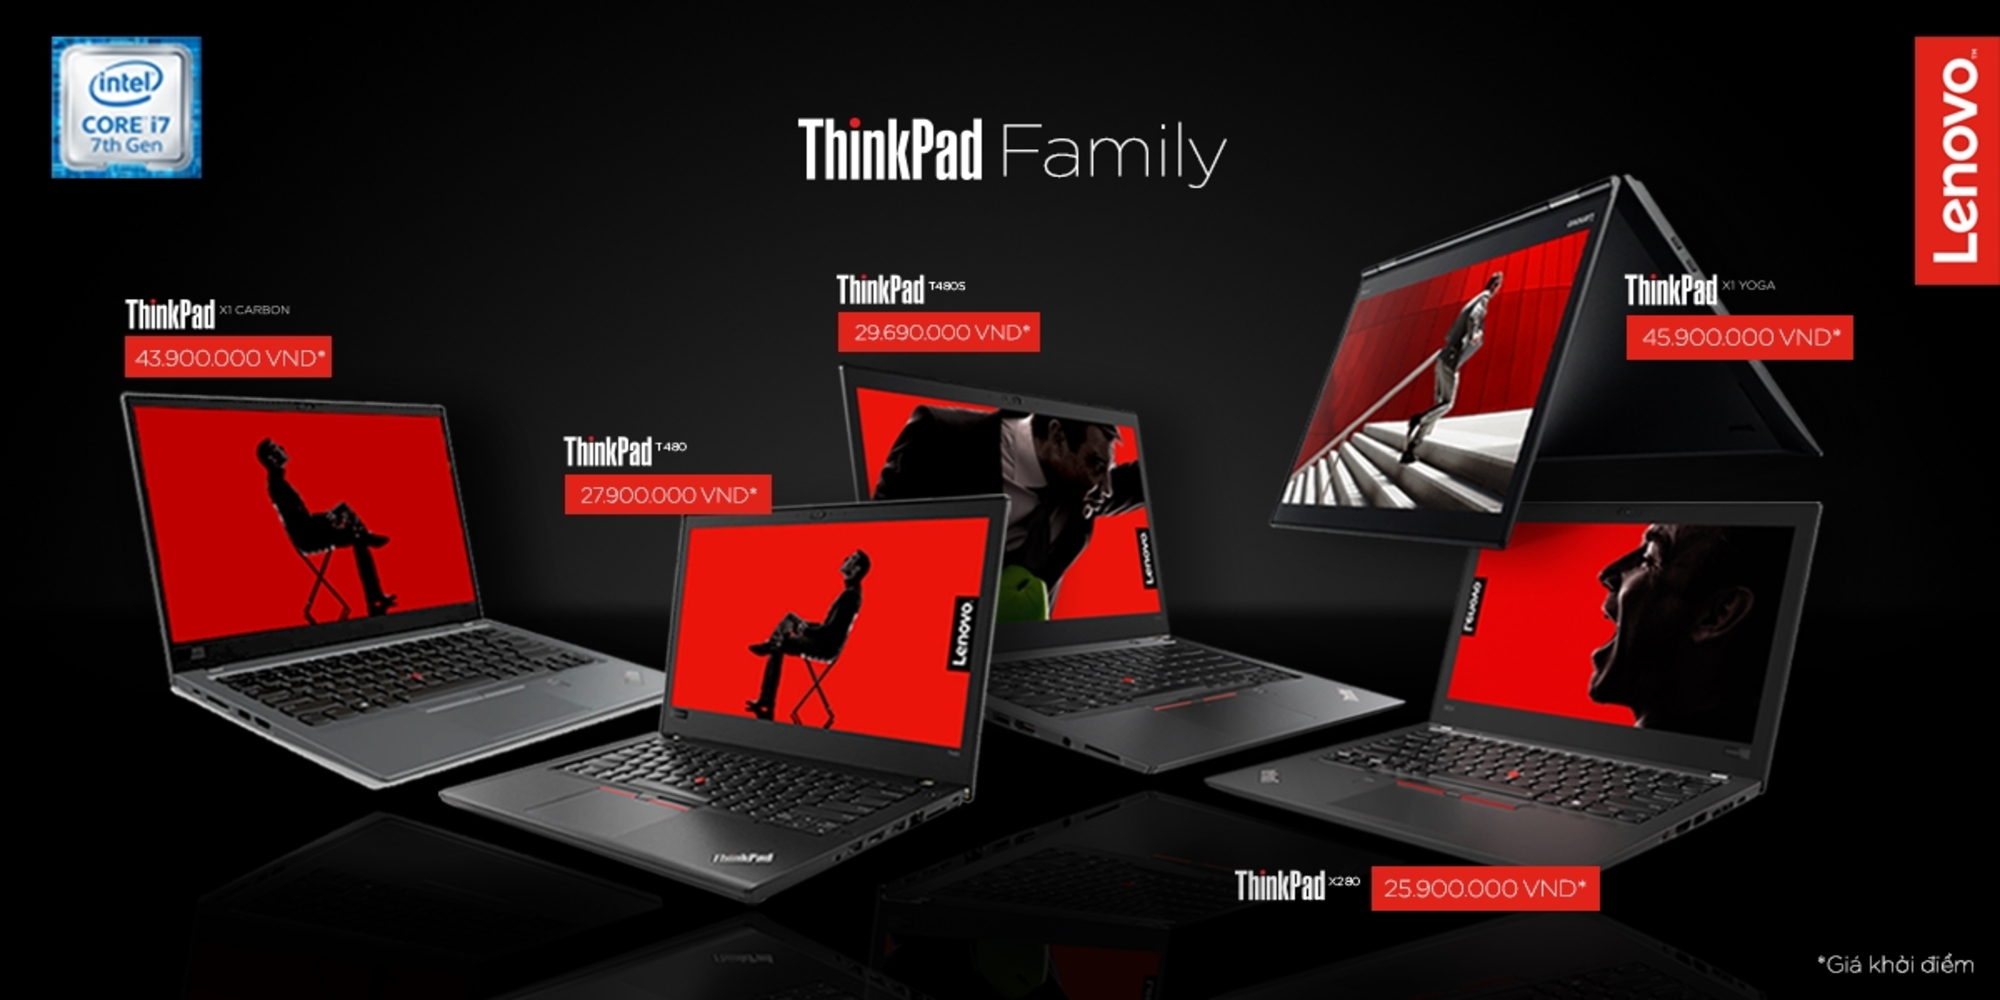 intel
CORE i7
7th Gen
Lenovo™
ThinkPad Family
ThinkPad X1 CARBON
43.900.000 VND*
ThinkPad T480
27.900.000 VND*
ThinkPad T480S
29.690.000 VND*
ThinkPad X1 YOGA
45.900.000 VND*
Lenovo
Lenovo
Lenovo
Lenovo
ThinkPad
ThinkPad X280
25.900.000 VND*
*Giá khởi điểm